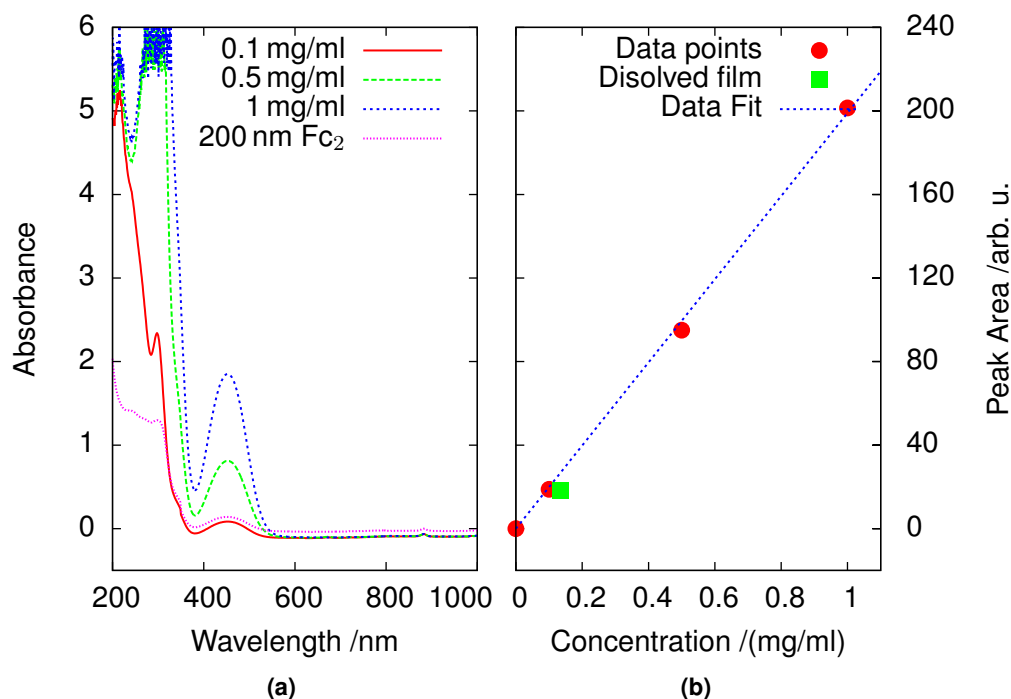 6
5
4
3
2
1
0
200
400
600
800
1000
Absorbance
Wavelength /nm
0.1 mg/ml
0.5 mg/ml
1 mg/ml
200 nm Fc₂
(a)
Data points
Disolved film
Data Fit
240
200
160
120
80
40
0
0
0.2
0.4
0.6
0.8
1
Peak Area /arb. u.
Concentration /(mg/ml)
(b)